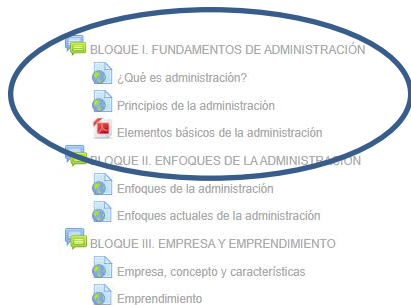 BLOQUE I. FUNDAMENTOS DE ADMINISTRACIÓN
¿Qué es administración?
Principios de la administración
Elementos básicos de la administración
BLOQUE II. ENFOQUES DE LA ADMINISTRACIÓN
Enfoques de la administración
Enfoques actuales de la administración
BLOQUE III. EMPRESA Y EMPRENDIMIENTO
Empresa, concepto y características
Emprendimiento